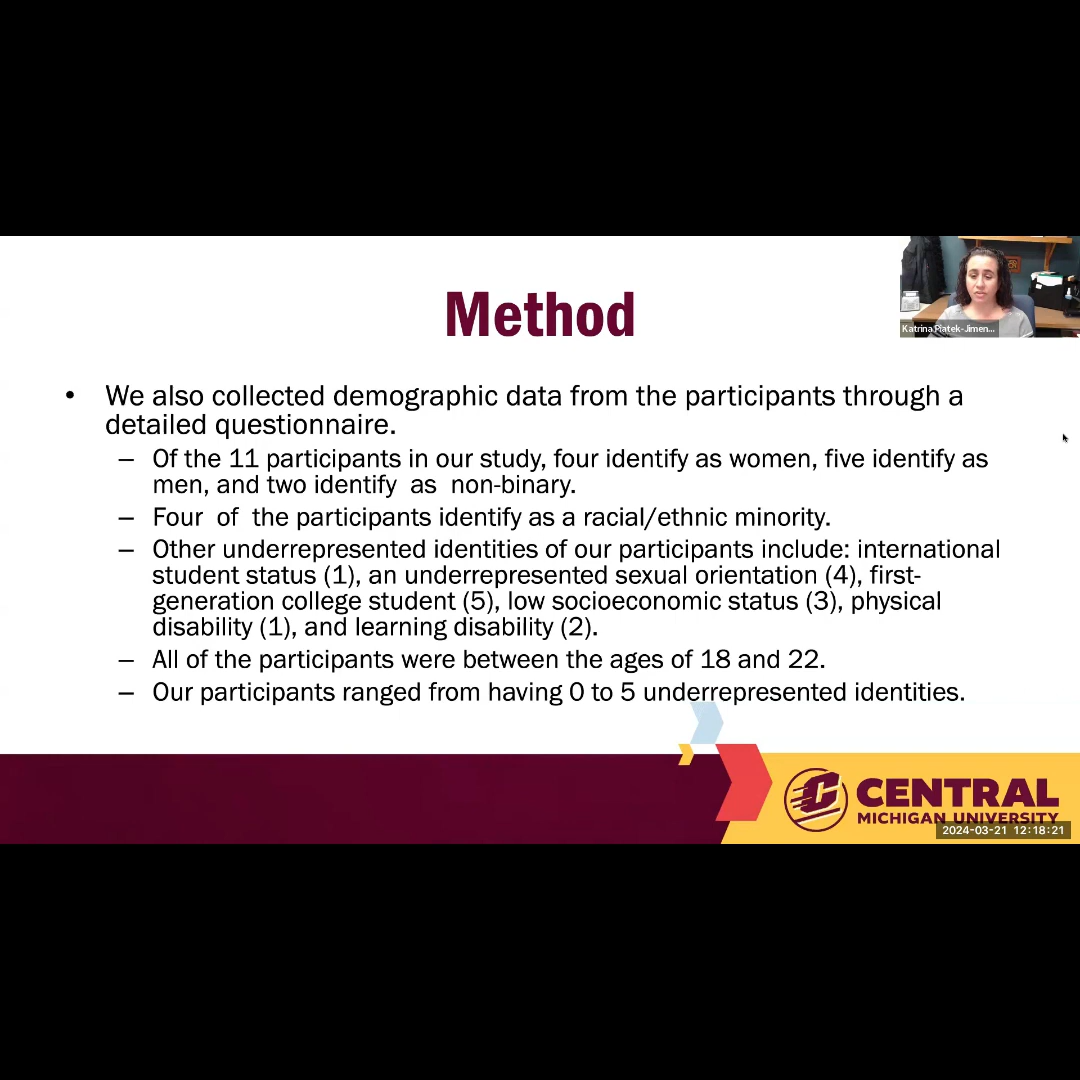 Method
Katrina Piatek-Jimen...
• We also collected demographic data from the participants through a
detailed questionnaire.
– Of the 11 participants in our study, four identify as women, five identify as
men, and two identify as non-binary.
– Four of the participants identify as a racial/ethnic minority.
– Other underrepresented identities of our participants include: international
student status (1), an underrepresented sexual orientation (4), first-
generation college student (5), low socioeconomic status (3), physical
disability (1), and learning disability (2).
– All of the participants were between the ages of 18 and 22.
– Our participants ranged from having 0 to 5 underrepresented identities.
C CENTRAL
MICHIGAN UNIVERSITY
2024-03-21 12:18:21